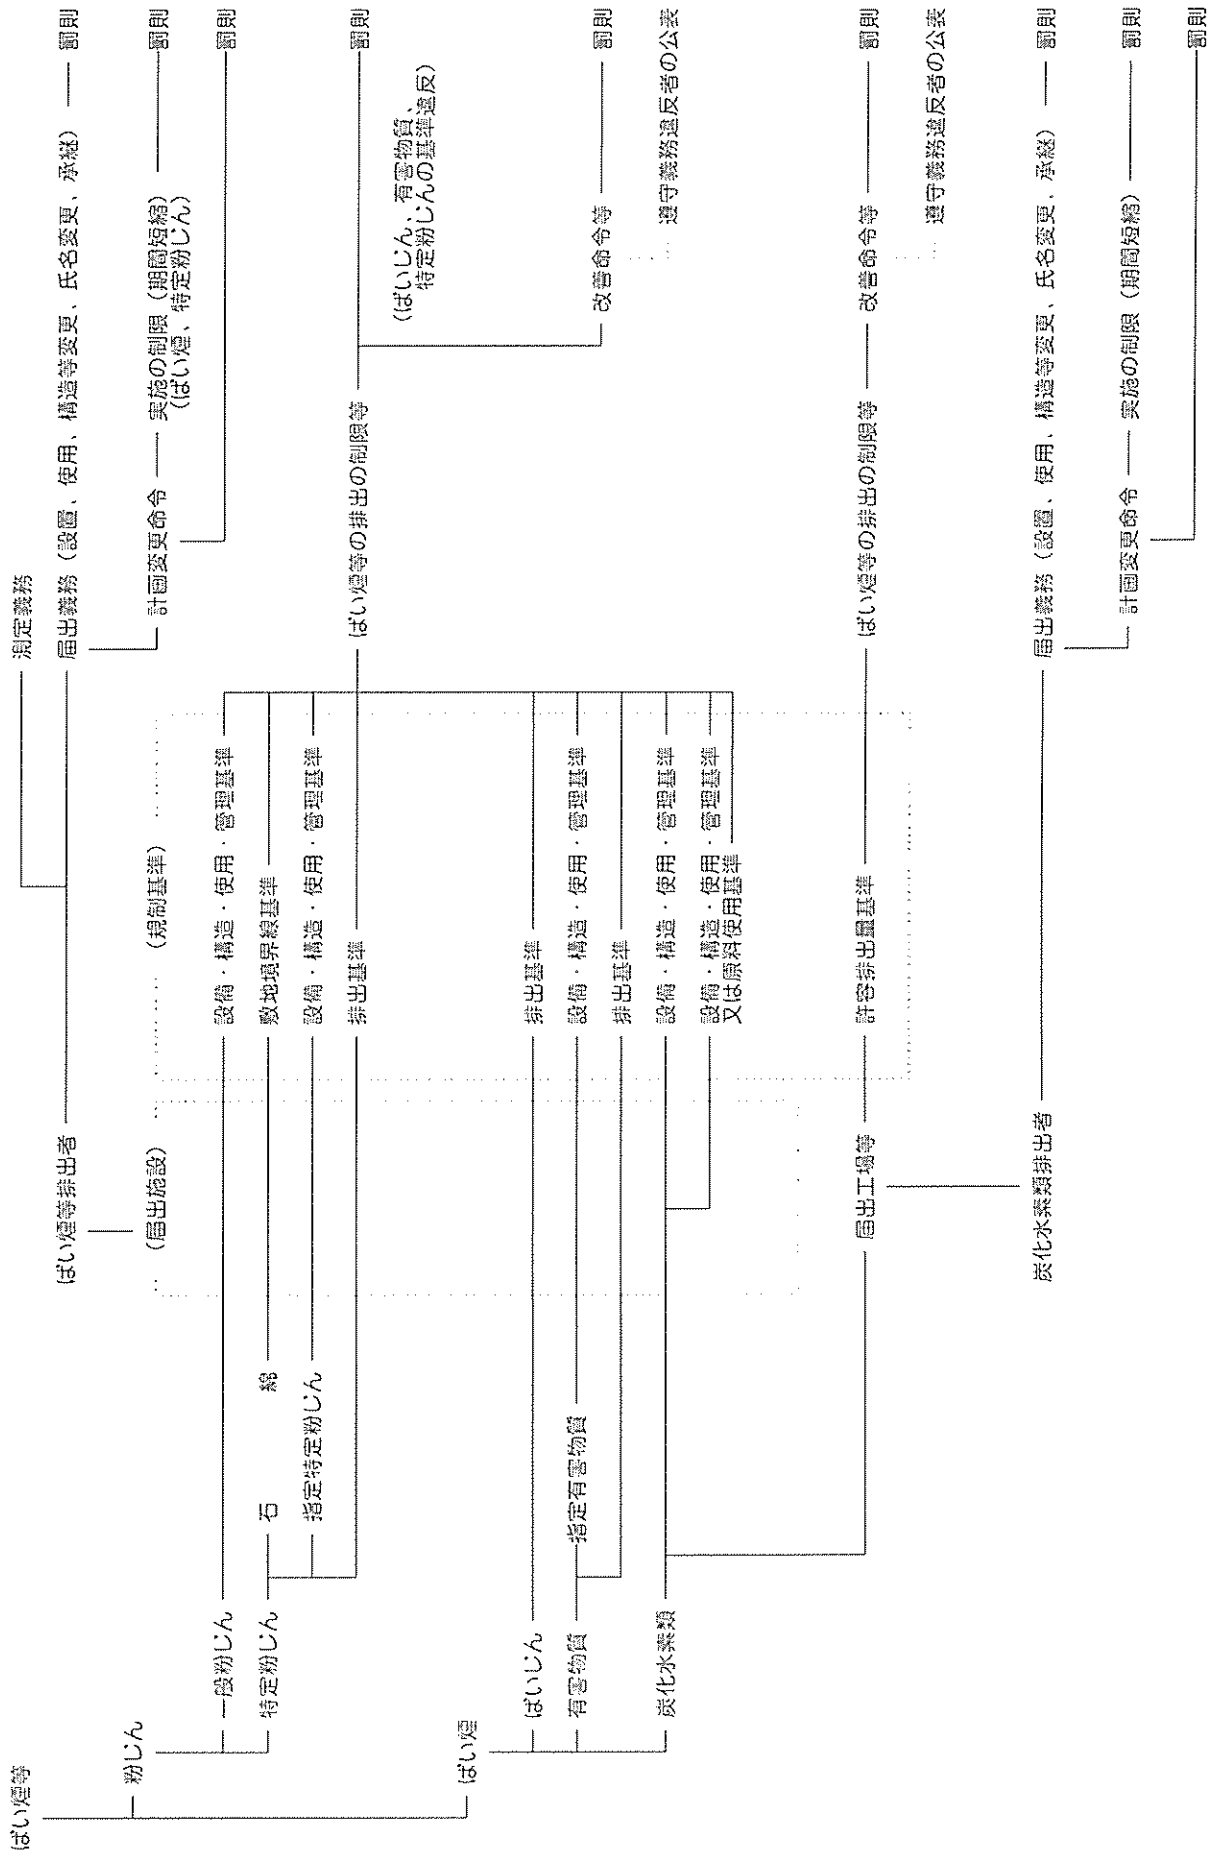 ばい煙等
粉じん
一般粉じん
特定粉じん
石　　綿
指定特定粉じん
ばい煙
ばいじん
有害物質
指定有害物質
炭化水素類
ばい煙等排出者
(届出施設)
届出工場等
炭化水素類排出者
(規制基準)
設備・構造・使用・管理基準
敷地境界線基準
設備・構造・使用・管理基準
排出基準
排出基準
設備・構造・使用・管理基準
排出基準
設備・構造・使用・管理基準
設備・構造・使用・管理基準
又は原料使用基準
許容排出量基準
測定義務
届出義務（設置、使用、構造等変更、氏名変更、承継）
罰則
計画変更命令
実施の制限（期間短縮）
(ばい煙、特定粉じん)
罰則
罰則
ばい煙等の排出の制限等
罰則
(ばいじん、有害物質、
特定粉じんの基準違反)
改善命令等
罰則
遵守義務違反者の公表
ばい煙等の排出の制限等
改善命令等
罰則
遵守義務違反者の公表
届出義務（設置、使用、構造等変更、氏名変更、承継）
罰則
計画変更命令
実施の制限（期間短縮）
罰則
罰則